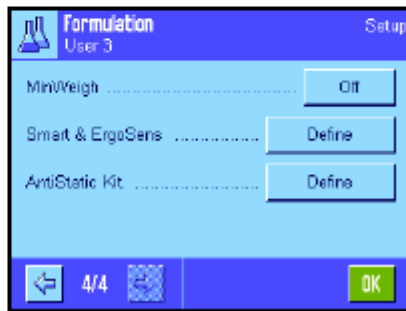 Formulation
Setup
User 3
MinWeigh ........................................ Off
Smart & ErgoSens ................. Define
AntiStatic Kit ......................... Define
4/4
OK